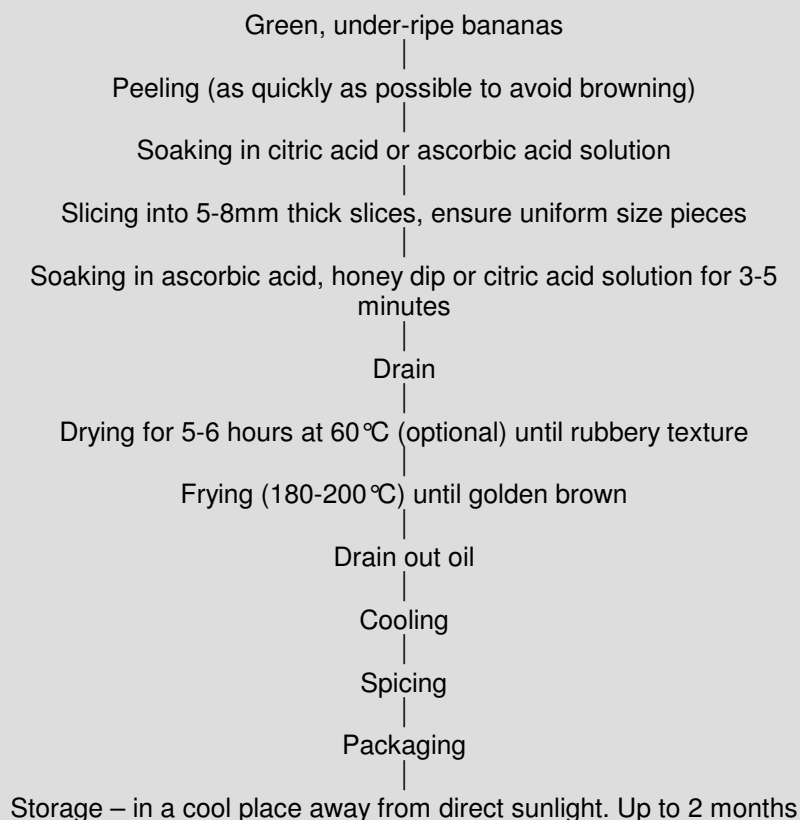 Green, under-ripe bananas
Peeling (as quickly as possible to avoid browning)
Soaking in citric acid or ascorbic acid solution
Slicing into 5-8mm thick slices, ensure uniform size pieces
Soaking in ascorbic acid, honey dip or citric acid solution for 3-5
minutes
Drain
Drying for 5-6 hours at 60°C (optional) until rubbery texture
Frying (180-200°C) until golden brown
Drain out oil
Cooling
Spicing
Packaging
Storage – in a cool place away from direct sunlight. Up to 2 months